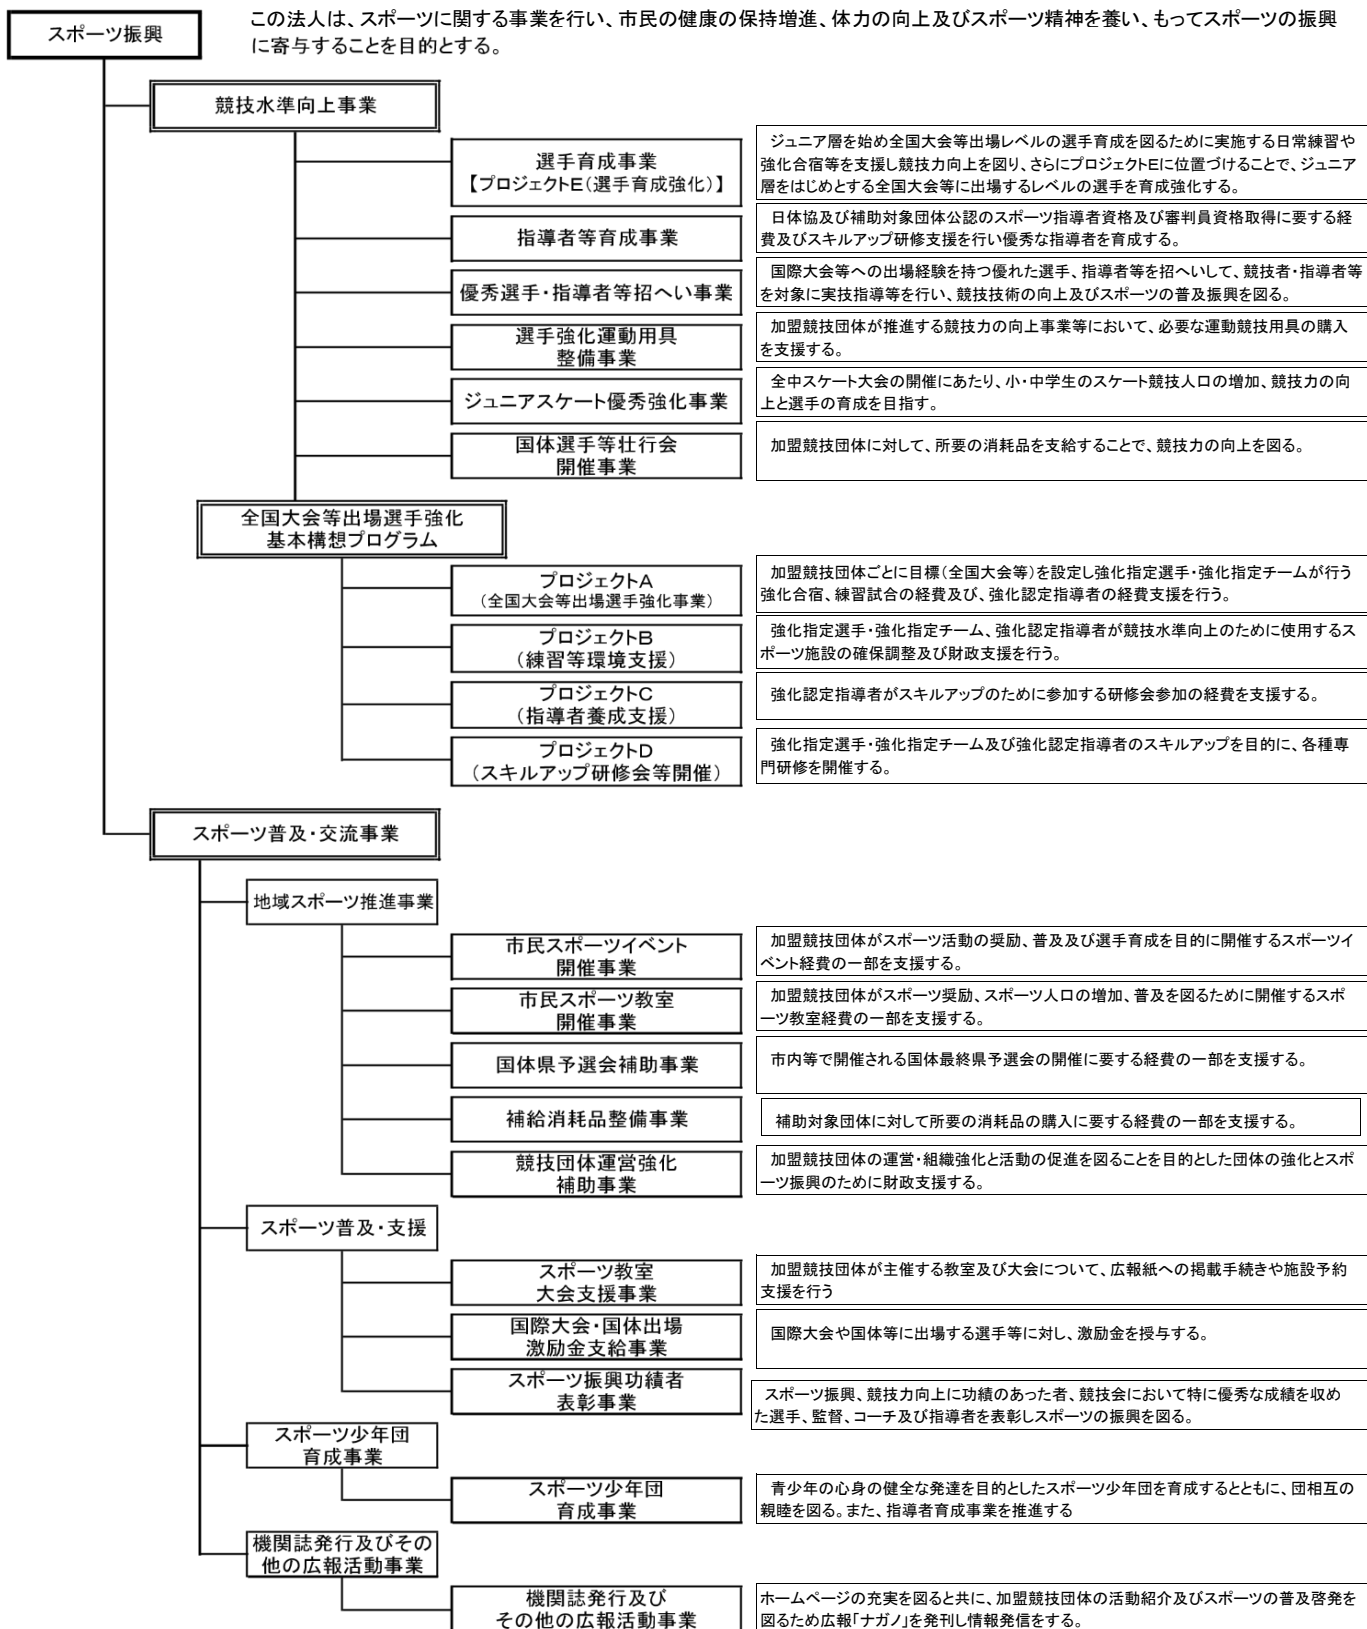 スポーツ振興
この法人は、スポーツに関する事業を行い、市民の健康の保持増進、体力の向上及びスポーツ精神を養い、もってスポーツの振興
に寄与することを目的とする。
競技水準向上事業
選手育成事業
【プロジェクトE(選手育成強化)】
ジュニア層を始め全国大会等出場レベルの選手育成を図るために実施する日常練習や
強化合宿等を支援し競技力向上を図り、さらにプロジェクトEに位置づけることで、ジュニア
層をはじめとする全国大会等に出場するレベルの選手を育成強化する。
指導者等育成事業
日体協及び補助対象団体公認のスポーツ指導者資格及び審判員資格取得に要する経
費及びスキルアップ研修支援を行い優秀な指導者を育成する。
優秀選手・指導者等招へい事業
国際大会等への出場経験を持つ優れた選手、指導者等を招へいして、競技者・指導者等
を対象に実技指導等を行い、競技技術の向上及びスポーツの普及振興を図る。
選手強化運動用具
整備事業
加盟競技団体が推進する競技力の向上事業等において、必要な運動競技用具の購入
を支援する。
ジュニアスケート優秀強化事業
全中スケート大会の開催にあたり、小・中学生のスケート競技人口の増加、競技力の向
上と選手の育成を目指す。
国体選手等壮行会
開催事業
加盟競技団体に対して、所要の消耗品を支給することで、競技力の向上を図る。
全国大会等出場選手強化
基本構想プログラム
プロジェクトA
(全国大会等出場選手強化事業)
加盟競技団体ごとに目標(全国大会等)を設定し強化指定選手・強化指定チームが行う
強化合宿、練習試合の経費及び、強化認定指導者の経費支援を行う。
プロジェクトB
(練習等環境支援)
強化指定選手・強化指定チーム、強化認定指導者が競技水準向上のために使用するス
ポーツ施設の確保調整及び財政支援を行う。
プロジェクトC
(指導者養成支援)
強化認定指導者がスキルアップのために参加する研修会参加の経費を支援する。
プロジェクトD
(スキルアップ研修会等開催)
強化指定選手・強化指定チーム及び強化認定指導者のスキルアップを目的に、各種専
門研修を開催する。
スポーツ普及・交流事業
地域スポーツ推進事業
市民スポーツイベント
開催事業
加盟競技団体がスポーツ活動の奨励、普及及び選手育成を目的に開催するスポーツイ
ベント経費の一部を支援する。
市民スポーツ教室
開催事業
加盟競技団体がスポーツ奨励、スポーツ人口の増加、普及を図るために開催するスポ
ーツ教室経費の一部を支援する。
国体県予選会補助事業
市内等で開催される国体最終県予選会の開催に要する経費の一部を支援する。
補給消耗品整備事業
補助対象団体に対して所要の消耗品の購入に要する経費の一部を支援する。
競技団体運営強化
補助事業
加盟競技団体の運営・組織強化と活動の促進を図ることを目的とした団体の強化とスポ
ーツ振興のために財政支援する。
スポーツ普及・支援
スポーツ教室
大会支援事業
加盟競技団体が主催する教室及び大会について、広報紙への掲載手続きや施設予約
支援を行う
国際大会・国体出場
激励金支給事業
国際大会や国体等に出場する選手等に対し、激励金を授与する。
スポーツ振興功績者
表彰事業
スポーツ振興、競技力向上に功績のあった者、競技会において特に優秀な成績を収め
た選手、監督、コーチ及び指導者を表彰しスポーツの振興を図る。
スポーツ少年団
育成事業
スポーツ少年団
育成事業
青少年の心身の健全な発達を目的としたスポーツ少年団を育成するとともに、団相互の
親睦を図る。また、指導者育成事業を推進する
機関誌発行及びその
他の広報活動事業
機関誌発行及び
その他の広報活動事業
ホームページの充実を図ると共に、加盟競技団体の活動紹介及びスポーツの普及啓発を
図るため広報「ナガノ」を発刊し情報発信をする。